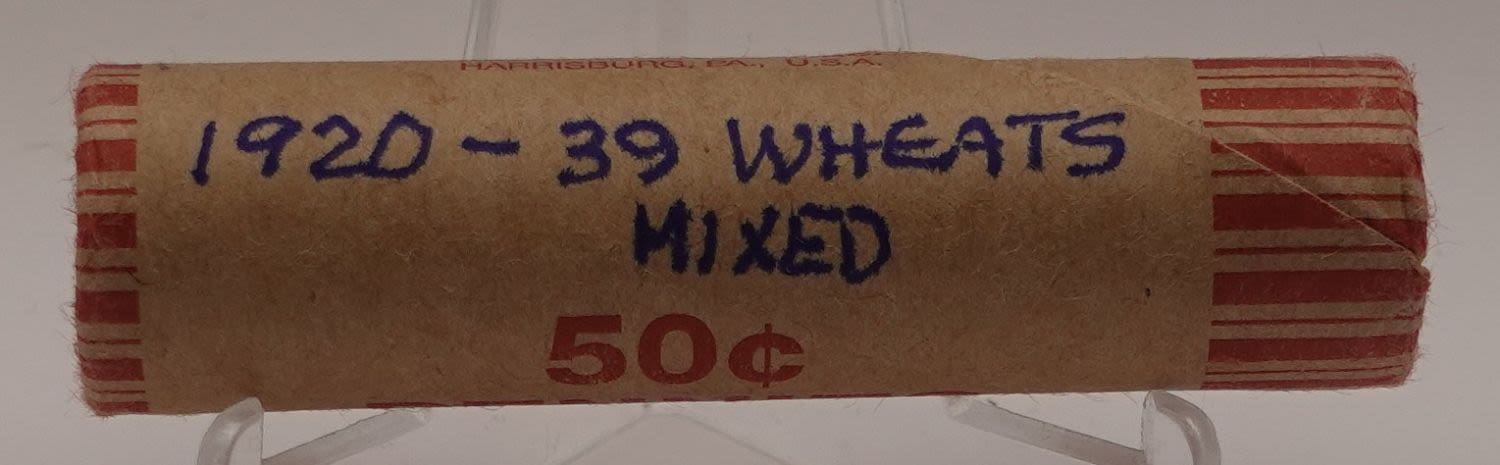 HARRISBURG, PA., U.S.A.
1920 - 39 WHEATS
MIXED
50¢